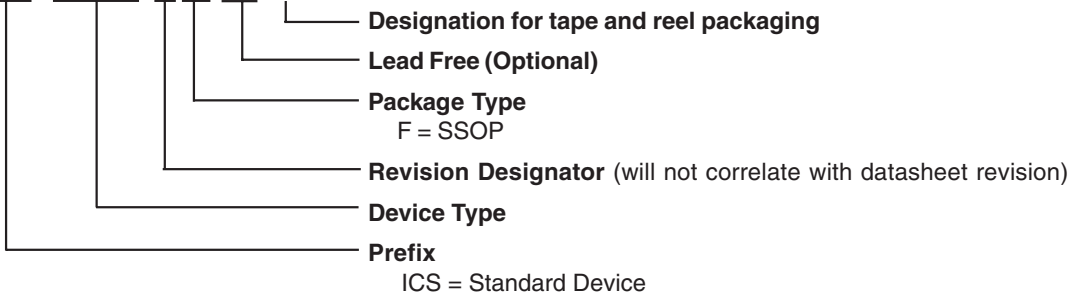 Designation for tape and reel packaging
Lead Free (Optional)
Package Type
F = SSOP
Revision Designator (will not correlate with datasheet revision)
Device Type
Prefix
ICS = Standard Device